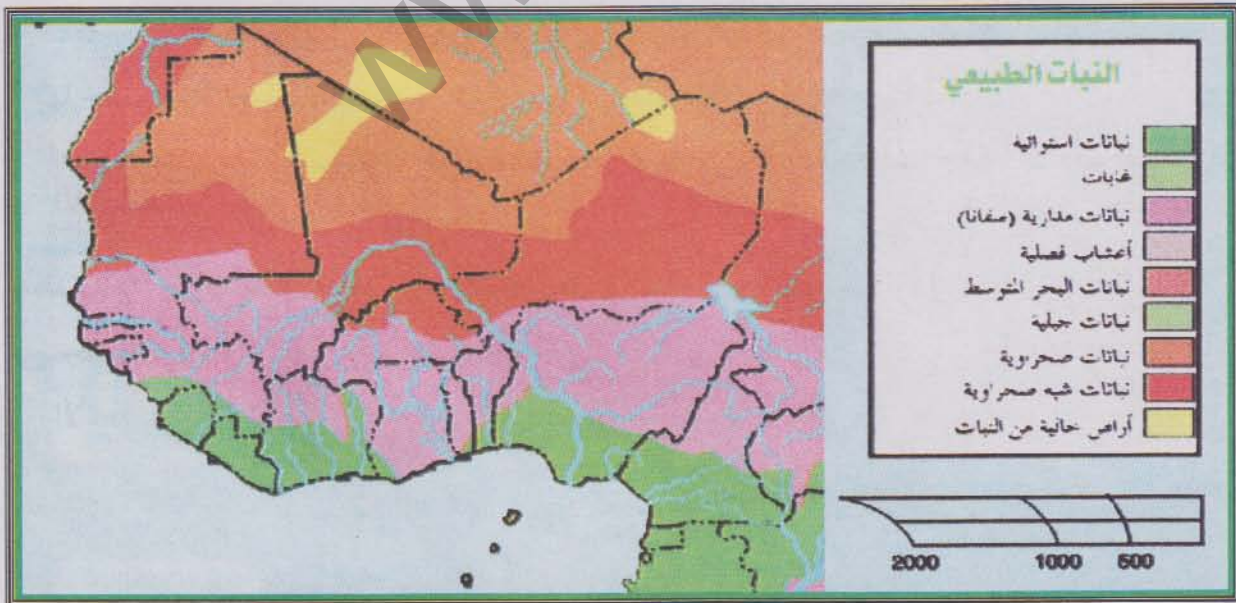 النبات الطبيعي
نباتات استوائية
غابات
نباتات مدارية (سفانا)
أعشاب فصلية
نباتات البحر المتوسط
نباتات جبلية
نباتات صحراوية
نباتات شبه صحراوية
أراض خالية من النبات
2000 1000 500